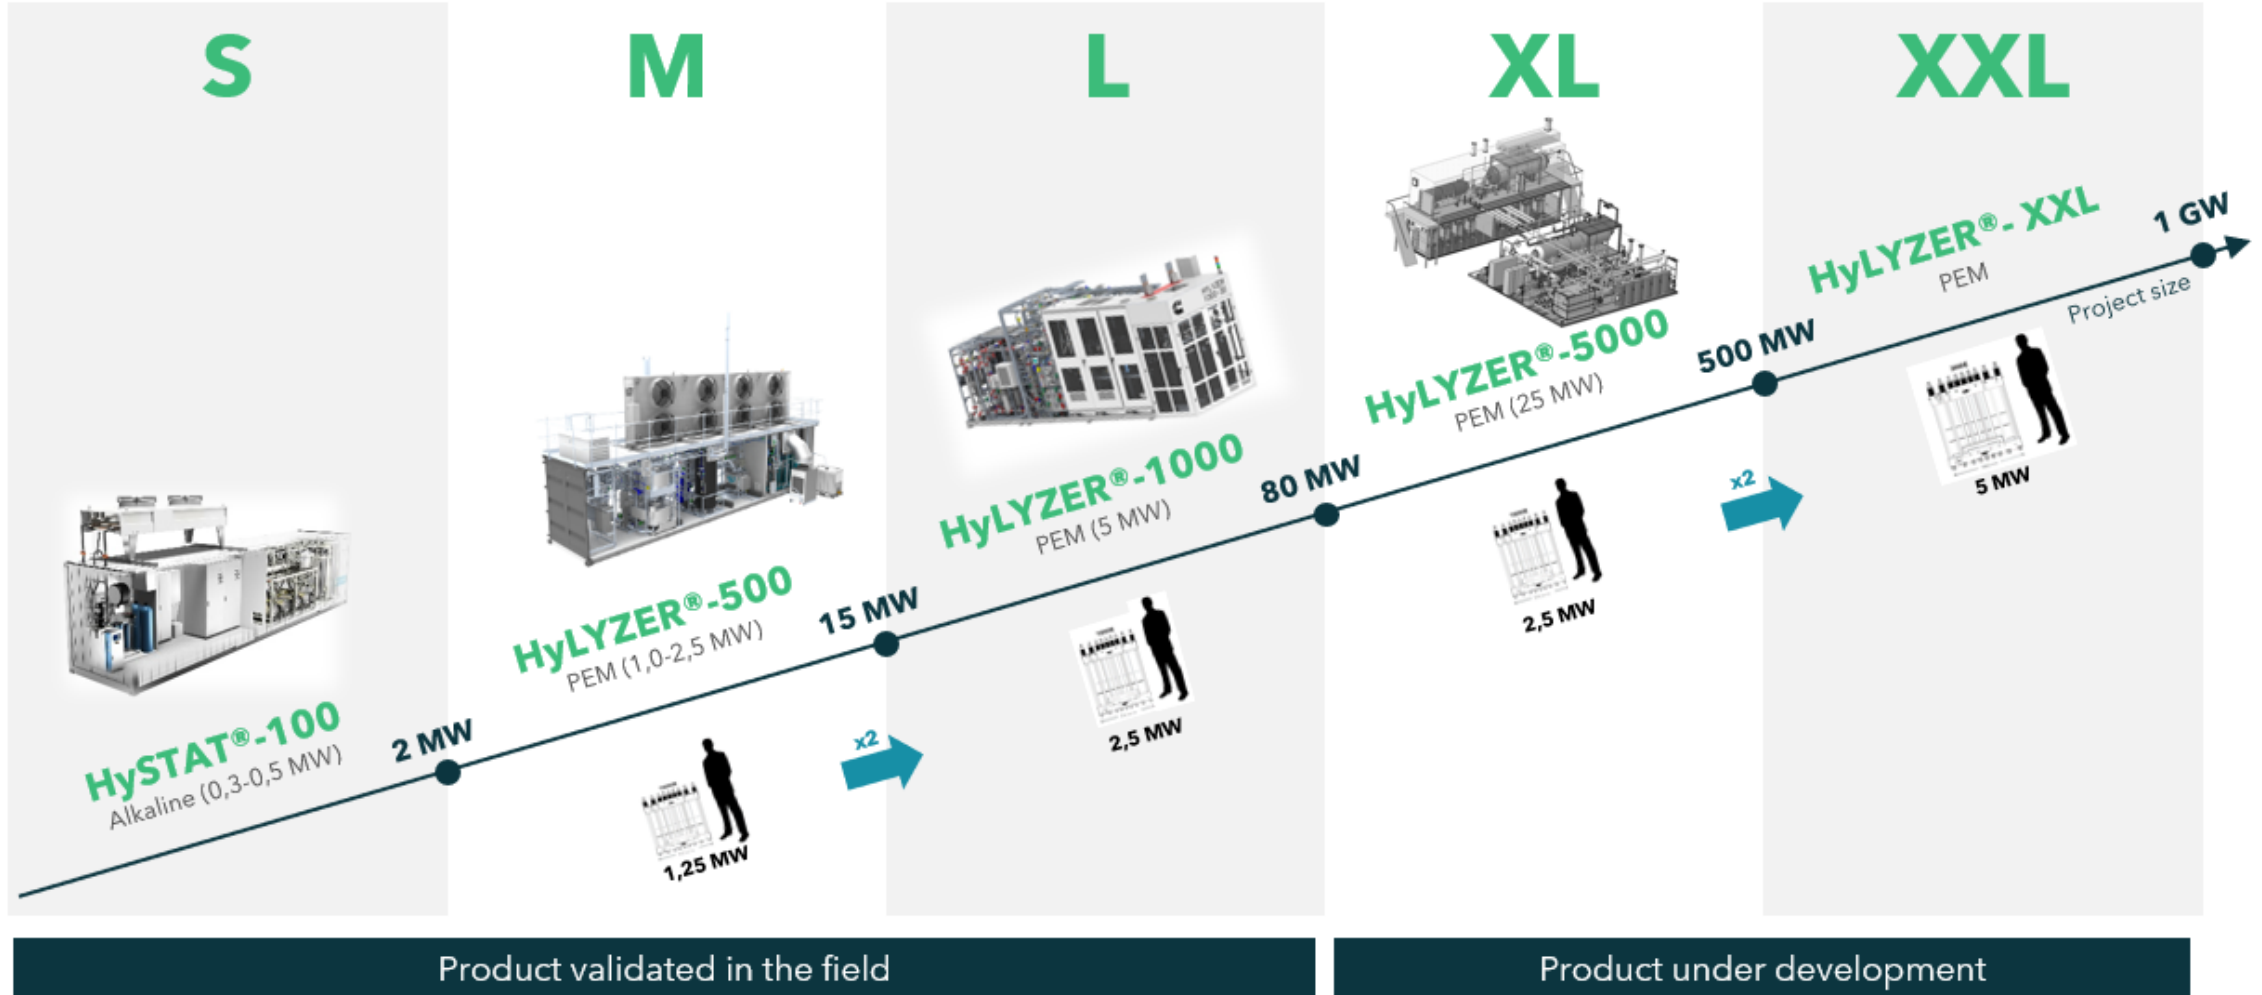 S
M
L
XL
XXL
HySTAT®-100
Alkaline (0,3-0,5 MW)
2 MW
HyLYZER®-500
PEM (1,0-2,5 MW)
15 MW
HyLYZER®-1000
PEM (5 MW)
80 MW
HyLYZER®-5000
PEM (25 MW)
500 MW
HyLYZER®- XXL
PEM
1 GW
Project size
1,25 MW
x2
2,5 MW
2,5 MW
x2
5 MW
Product validated in the field
Product under development